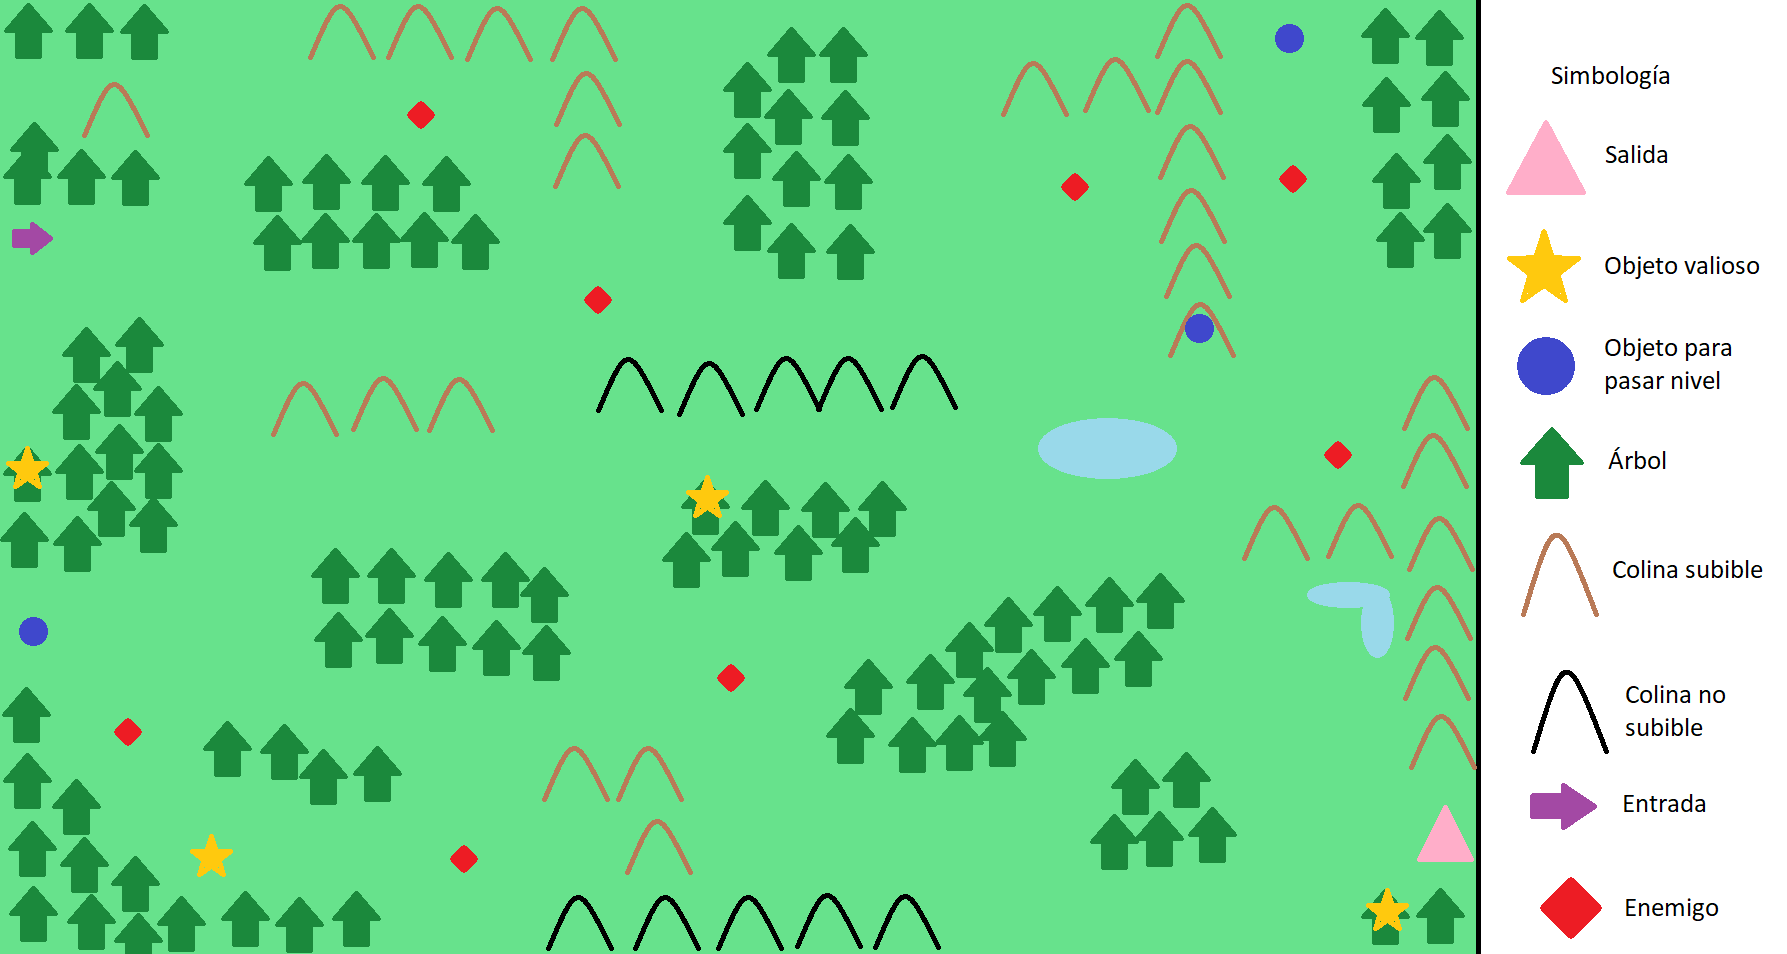 Simbología
Salida
Objeto valioso
Objeto para
pasar nivel
Árbol
Colina subible
Colina no
subible
Entrada
Enemigo